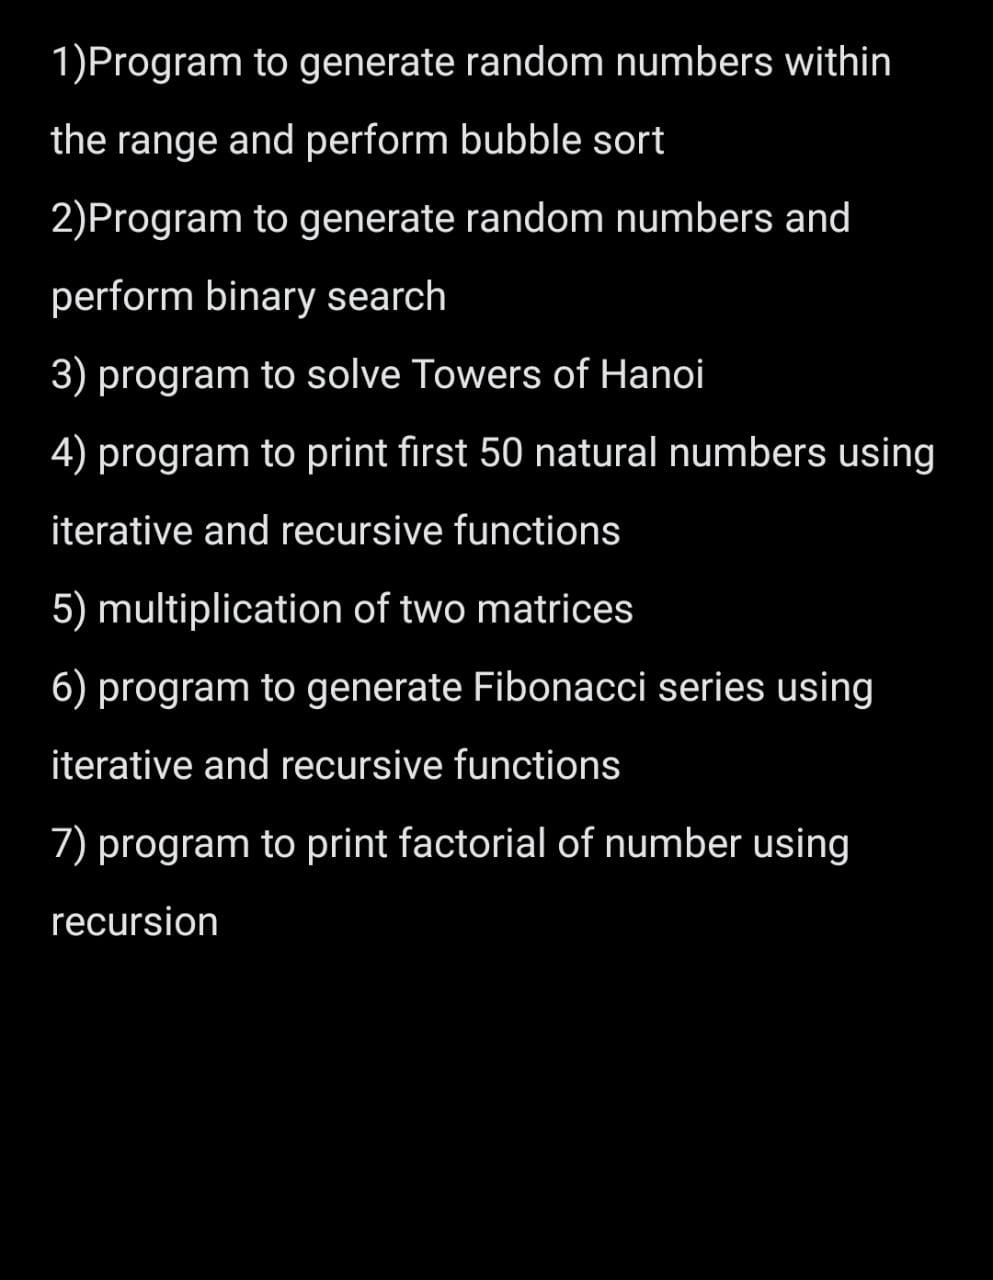 1)Program to generate random numbers within
the range and perform bubble sort
2)Program to generate random numbers and
perform binary search
3) program to solve Towers of Hanoi
4) program to print first 50 natural numbers using
iterative and recursive functions
5) multiplication of two matrices
6) program to generate Fibonacci series using
iterative and recursive functions
7) program to print factorial of number using
recursion